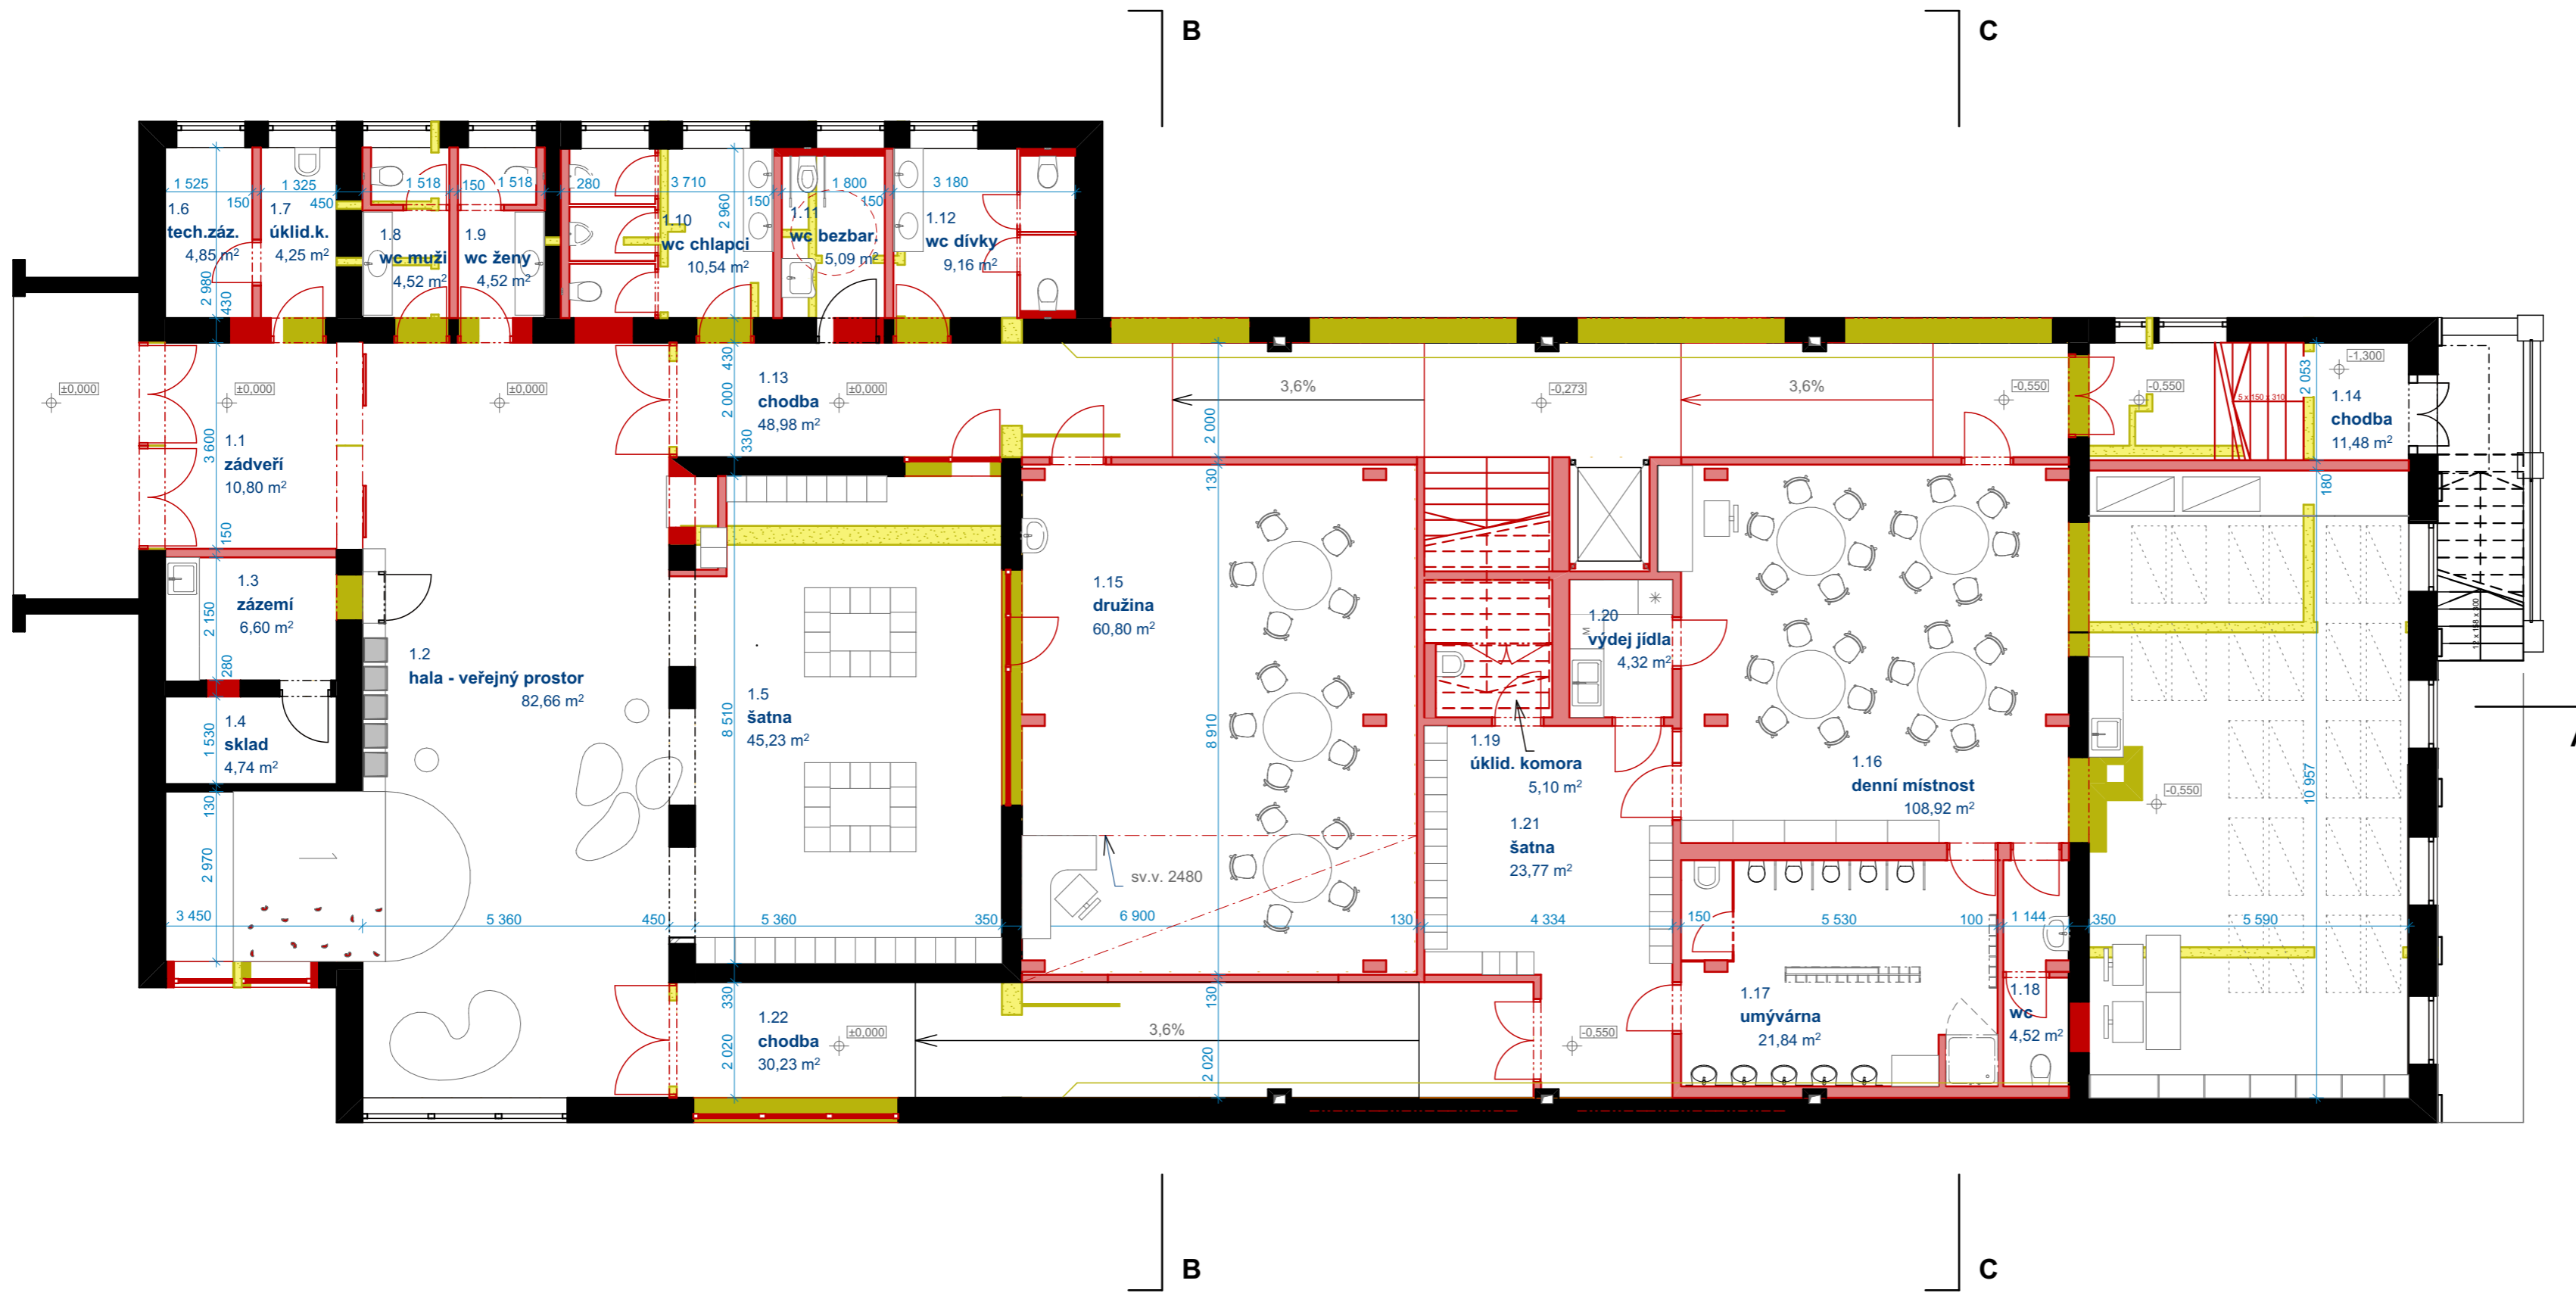 B
C
1 525
1 325
1 518
150
1 518
280
3 710
1 800
3 180
150
450
150
150
2 960
1.6
tech.záz.
4,85 m²
1.7
úklid.k.
4,25 m²
1.8
wc muži
4,52 m²
1.9
wc ženy
4,52 m²
1.10
wc chlapci
10,54 m²
1.11
wc bezbar.
5,09 m²
1.12
wc dívky
9,16 m²
2 980
430
±0,000
±0,000
±0,000
430
2 000
330
1.13
chodba
48,98 m²
±0,000
2 000
3,6%
-0,273
3,6%
-0,550
-0,550
5 x 150 x 310
2 053
-1,300
1.14
chodba
11,48 m²
3 600
1.1
zádveří
10,80 m²
150
130
180
1.3
zázemí
6,60 m²
2 150
280
1.2
hala - veřejný prostor
82,66 m²
1.4
sklad
4,74 m²
1 530
130
2 970
1.5
šatna
45,23 m²
8 510
1.15
družina
60,80 m²
8 910
1.20
výdej jídla
4,32 m²
M
1.19
úklid. komora
5,10 m²
1.21
šatna
23,77 m²
1.16
denní místnost
108,92 m²
-0,550
10 957
12 x 158 x 300
sv.v. 2480
3 450
5 360
450
5 360
350
6 900
130
4 334
150
5 530
100
1 144
350
5 590
330
2 020
1.22
chodba
30,23 m²
±0,000
130
2 020
3,6%
-0,550
1.17
umývárna
21,84 m²
1.18
wc
4,52 m²
B
C